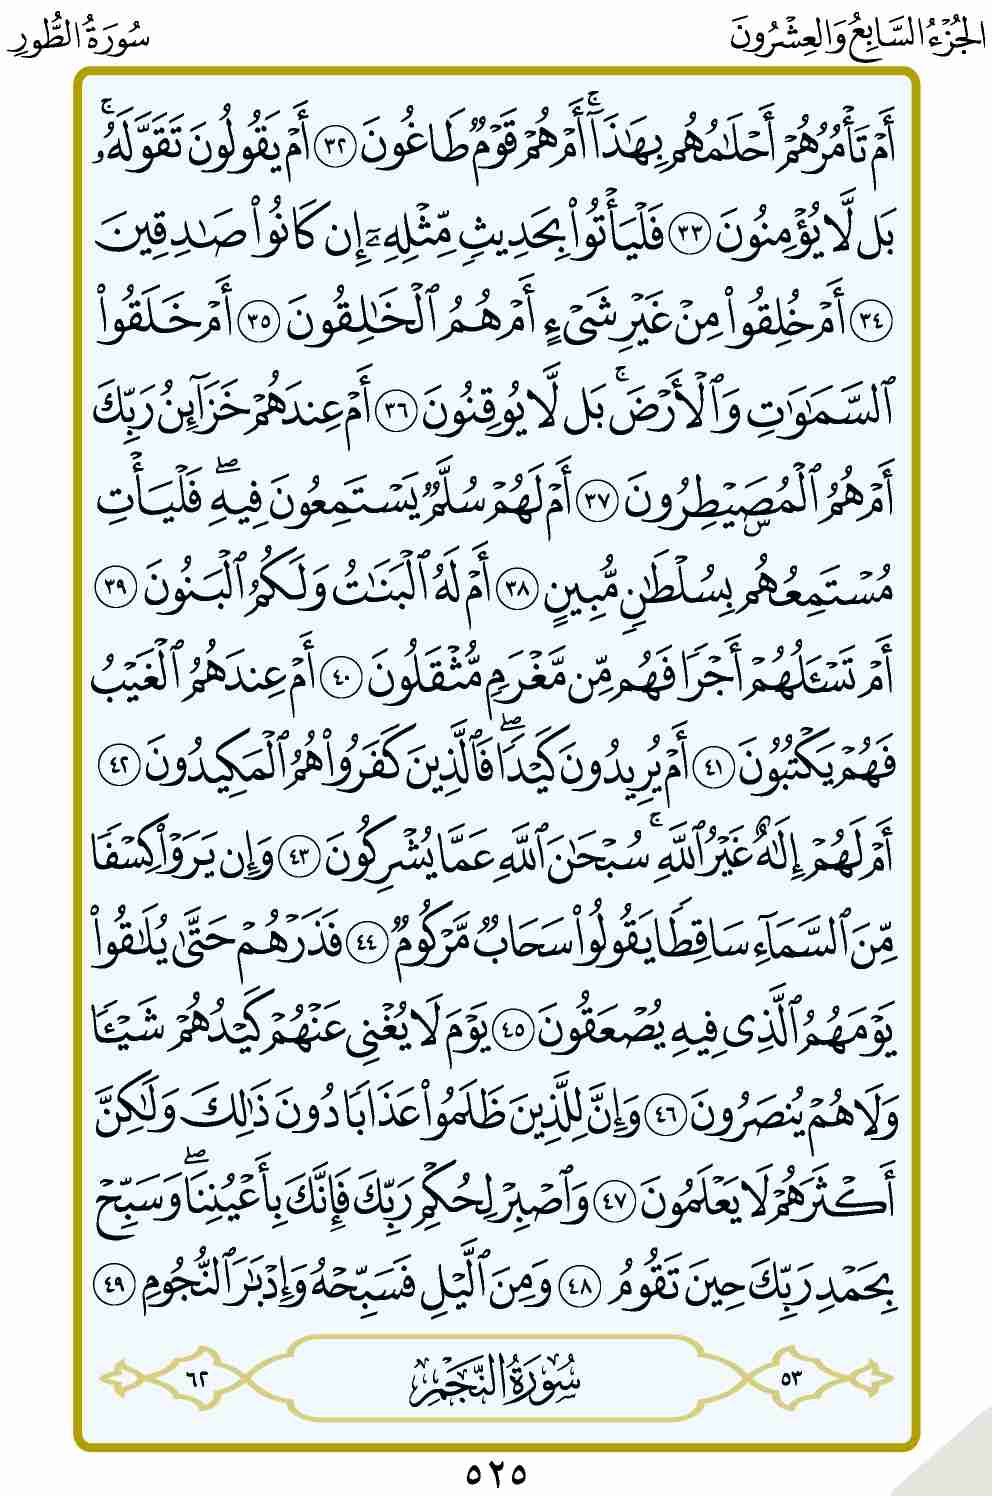 الجُزْءُ السَّابِعُ وَالعِشْرُونَ
سُورَةُ الطُّورِ
أَمْ تَأْمُرُهُمْ أَحْلَٰمُهُم بِهَٰذَآ ۚ أَمْ هُمْ قَوْمٌ طَاغُونَ ٣٢ أَمْ يَقُولُونَ تَقَوَّلَهُۥ ۚ
بَل لَّا يُؤْمِنُونَ ٣٣ فَلْيَأْتُوا۟ بِحَدِيثٍ مِّثْلِهِۦٓ إِن كَانُوا۟ صَٰدِقِينَ
٣٤ أَمْ خُلِقُوا۟ مِنْ غَيْرِ شَىْءٍ أَمْ هُمُ ٱلْخَٰلِقُونَ ٣٥ أَمْ خَلَقُوا۟
ٱلسَّمَٰوَٰتِ وَٱلْأَرْضَ ۚ بَل لَّا يُوقِنُونَ ٣٦ أَمْ عِندَهُمْ خَزَآئِنُ رَبِّكَ
أَمْ هُمُ ٱلْمُصَۣيْطِرُونَ ٣٧ أَمْ لَهُمْ سُلَّمٌ يَسْتَمِعُونَ فِيهِ ۖ فَلْيَأْتِ
مُسْتَمِعُهُم بِسُلْطَٰنٍ مُّبِينٍ ٣٨ أَمْ لَهُ ٱلْبَنَٰتُ وَلَكُمُ ٱلْبَنُونَ ٣٩
أَمْ تَسْـَٔلُهُمْ أَجْرًا فَهُم مِّن مَّغْرَمٍ مُّثْقَلُونَ ٤٠ أَمْ عِندَهُمُ ٱلْغَيْبُ
فَهُمْ يَكْتُبُونَ ٤١ أَمْ يُرِيدُونَ كَيْدًا ۖ فَٱلَّذِينَ كَفَرُوا۟ هُمُ ٱلْمَكِيدُونَ ٤٢
أَمْ لَهُمْ إِلَٰهٌ غَيْرُ ٱللَّهِ ۚ سُبْحَٰنَ ٱللَّهِ عَمَّا يُشْرِكُونَ ٤٣ وَإِن يَرَوْا۟ كِسْفًا
مِّنَ ٱلسَّمَآءِ سَاقِطًا يَقُولُوا۟ سَحَابٌ مَّرْكُومٌ ٤٤ فَذَرْهُمْ حَتَّىٰ يُلَٰقُوا۟
يَوْمَهُمُ ٱلَّذِى فِيهِ يُصْعَقُونَ ٤٥ يَوْمَ لَا يُغْنِى عَنْهُمْ كَيْدُهُمْ شَيْـًٔا
وَلَا هُمْ يُنصَرُونَ ٤٦ وَإِنَّ لِلَّذِينَ ظَلَمُوا۟ عَذَابًا دُونَ ذَٰلِكَ وَلَٰكِنَّ
أَكْثَرَهُمْ لَا يَعْلَمُونَ ٤٧ وَٱصْبِرْ لِحُكْمِ رَبِّكَ فَإِنَّكَ بِأَعْيُنِنَا ۖ وَسَبِّحْ
بِحَمْدِ رَبِّكَ حِينَ تَقُومُ ٤٨ وَمِنَ ٱلَّيْلِ فَسَبِّحْهُ وَإِدْبَٰرَ ٱلنُّجُومِ ٤٩
٥٣ سُورَةُ النَّجْمِ ٦٢
٥٢٥